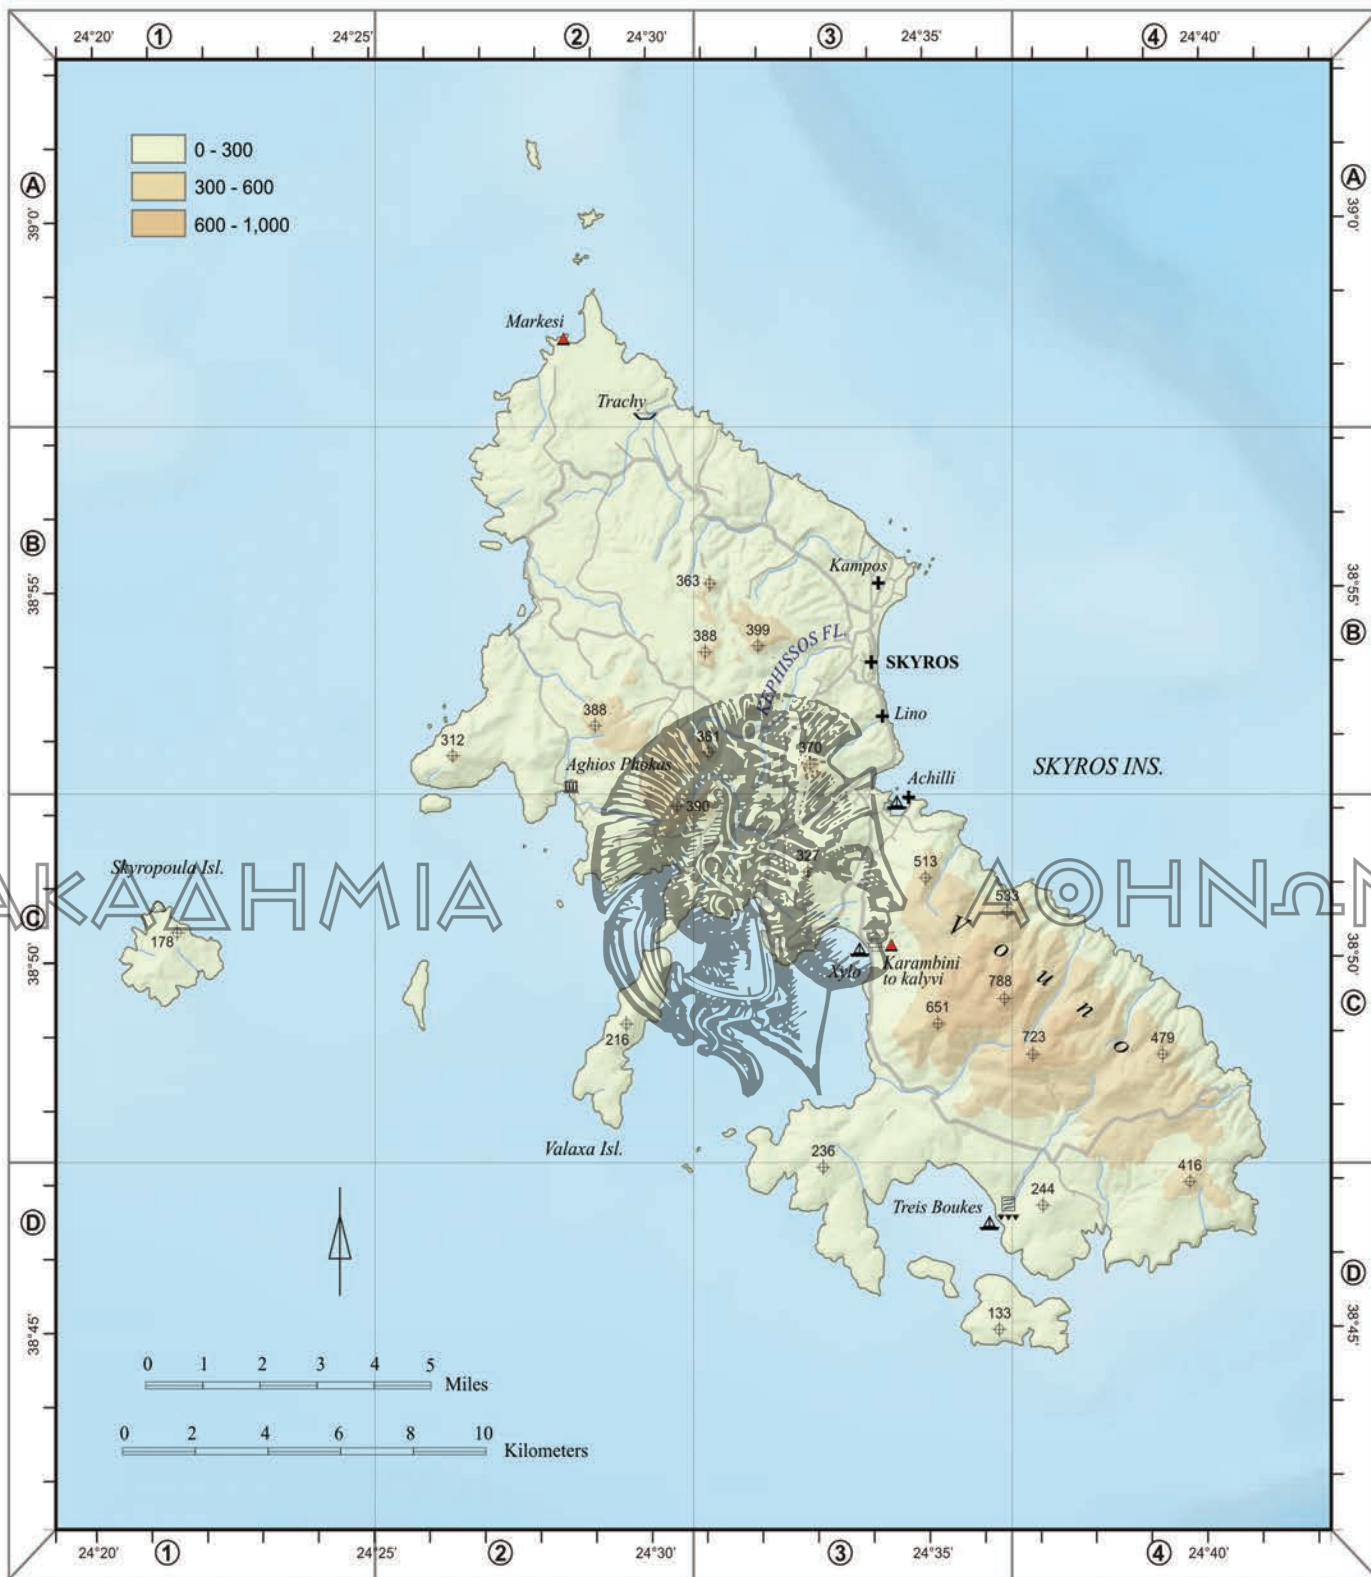 24°20'
①
24°25'
②
24°30'
③
24°35'
④
24°40'
0 - 300
300 - 600
600 - 1,000
Ⓐ
Ⓐ
39°0'
39°0'
Markesi
Trachy
Ⓑ
38°55'
38°55'
Ⓑ
Kampos
363
388
399
KEPHISSOS FL.
SKYROS
388
Lino
312
361
370
Aghios Phokas
SKYROS INS.
Achilli
390
327
513
533
Skyropoula Isl.
ΑΚΑΔΗΜΙΑ
ΑΘΗΝΩΝ
Ⓒ
178
38°50'
38°50'
Ⓒ
Vouno
Xylo
Karambini
to kalyvi
788
651
723
479
216
Valaxa Isl.
236
416
244
Treis Boukes
Ⓓ
Ⓓ
133
38°45'
38°45'
0 1 2 3 4 5
Miles
0 2 4 6 8 10
Kilometers
24°20'
①
24°25'
②
24°30'
③
24°35'
④
24°40'